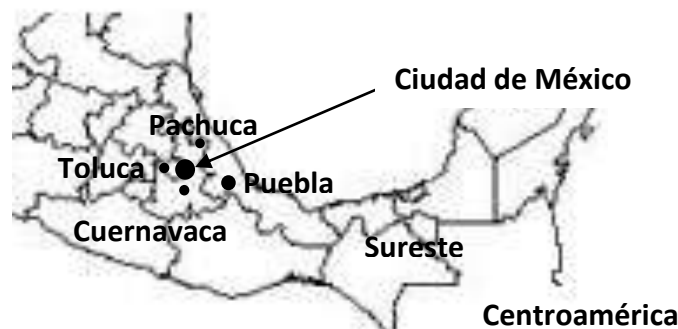 Ciudad de México
Pachuca
Toluca
Puebla
Cuernavaca
Sureste
Centroamérica